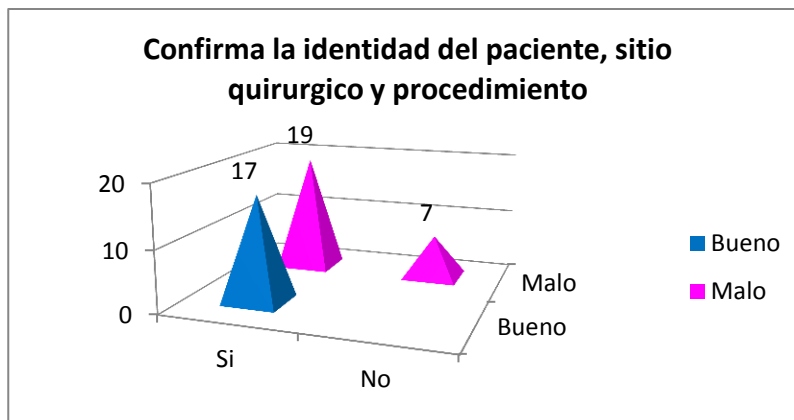 Confirma la identidad del paciente, sitio
quirurgico y procedimiento
19
17
20
7
10
Bueno
Malo
Malo
Bueno
0
Si
No